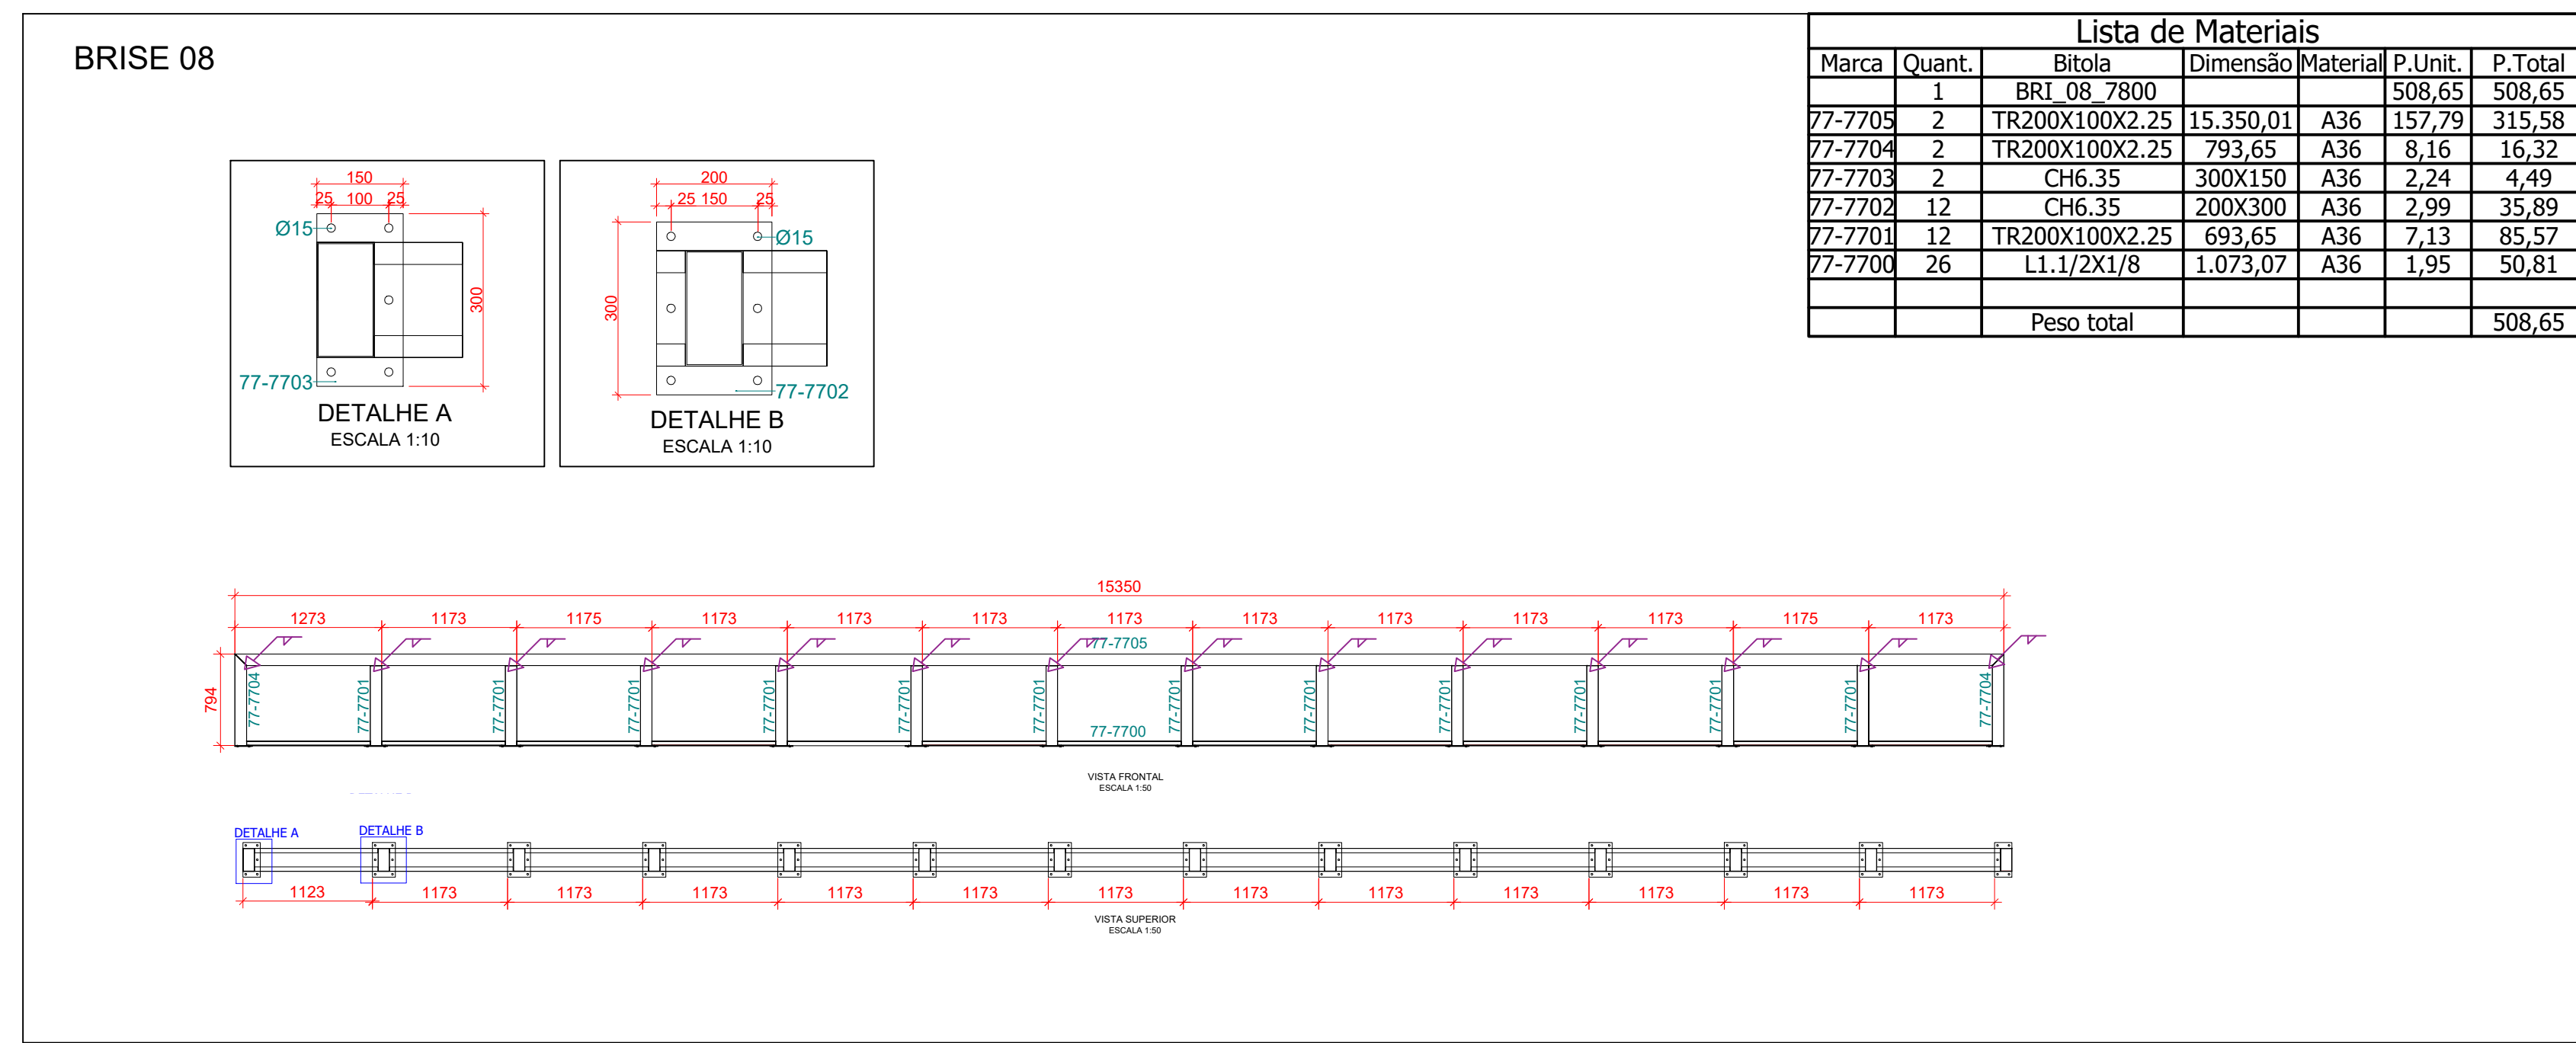 BRISE 08
Lista de Materiais
Marca Quant. Bitola Dimensão Material P.Unit. P.Total
1 BRI_08_7800 508,65 508,65
77-7705 2 TR200X100X2.25 15.350,01 A36 157,79 315,58
77-7704 2 TR200X100X2.25 793,65 A36 8,16 16,32
77-7703 2 CH6.35 300X150 A36 2,24 4,49
77-7702 12 CH6.35 200X300 A36 2,99 35,89
77-7701 12 TR200X100X2.25 693,65 A36 7,13 85,57
77-7700 26 L1.1/2X1/8 1.073,07 A36 1,95 50,81
Peso total 508,65
150
25 100 25
Ø15
300
77-7703
DETALHE A
ESCALA 1:10
200
25 150 25
Ø15
300
77-7702
DETALHE B
ESCALA 1:10
15350
1273 1173 1175 1173 1173 1173 1173 1173 1173 1173 1173 1175 1173
77-7705
794
77-7704 77-7701 77-7701 77-7701 77-7701 77-7701 77-7701 77-7701 77-7701 77-7701 77-7701 77-7701 77-7701 77-7704
77-7700
VISTA FRONTAL
ESCALA 1:50
DETALHE A DETALHE B
1123 1173 1173 1173 1173 1173 1173 1173 1173 1173 1173 1173 1173
VISTA SUPERIOR
ESCALA 1:50